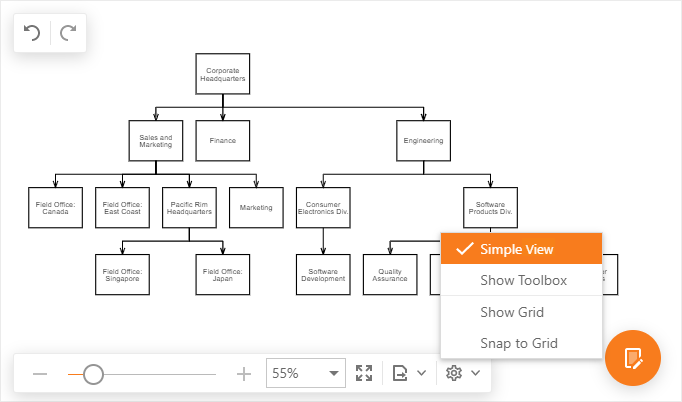 Corporate
Headquarters
Sales and
Marketing
Finance
Engineering
Field Office:
Canada
Field Office:
East Coast
Pacific Rim
Headquarters
Marketing
Consumer
Electronics Div.
Software
Products Div.
Field Office:
Singapore
Field Office:
Japan
Software
Development
Quality
Assurance
Simple View
Show Toolbox
Show Grid
Snap to Grid
55%